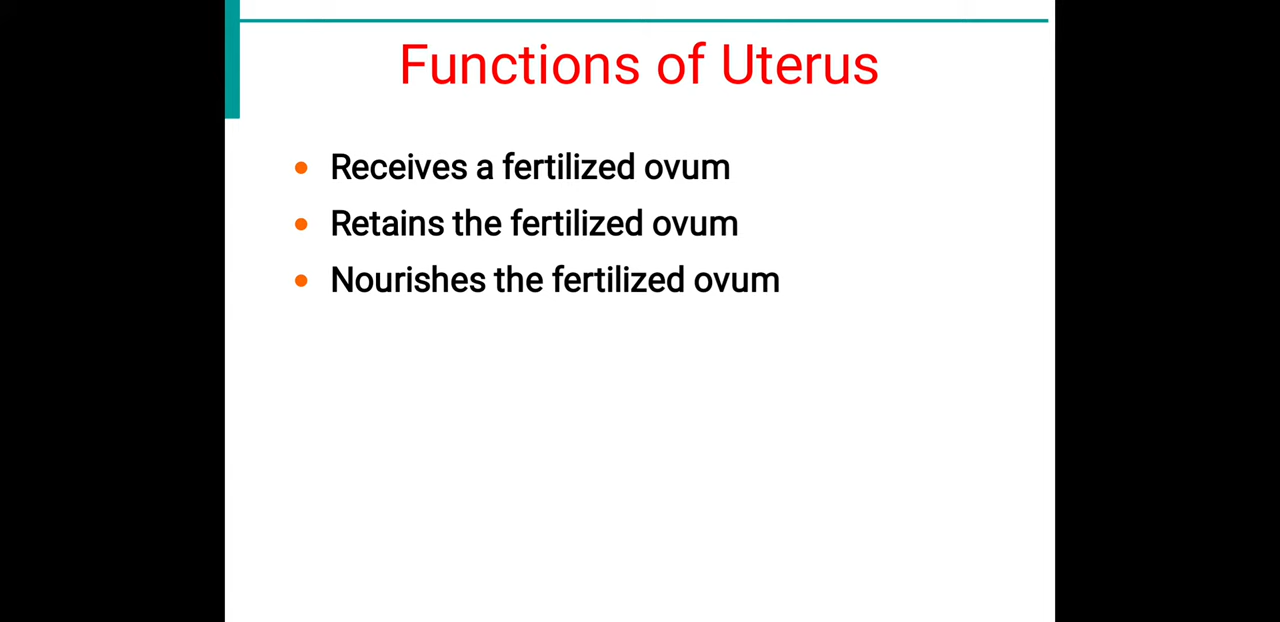 Functions of Uterus
Receives a fertilized ovum
Retains the fertilized ovum
Nourishes the fertilized ovum